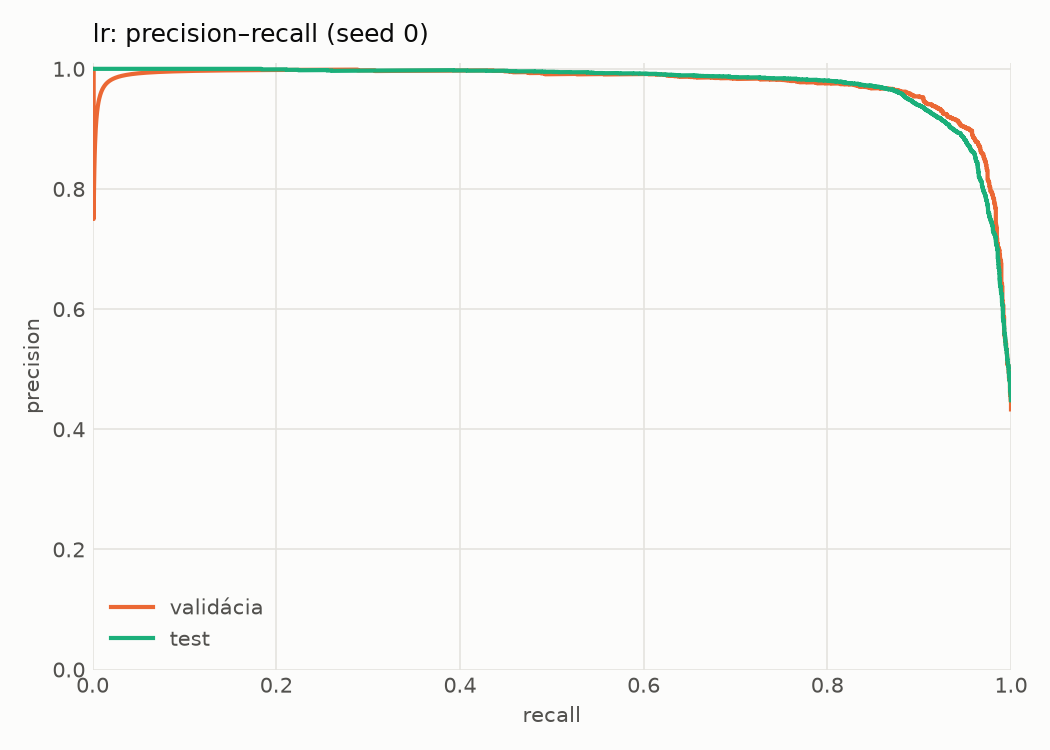 lr: precision–recall (seed 0)
1.0
0.8
0.6
0.4
0.2
0.0
precision
validácia
test
0.0 0.2 0.4 0.6 0.8 1.0
recall